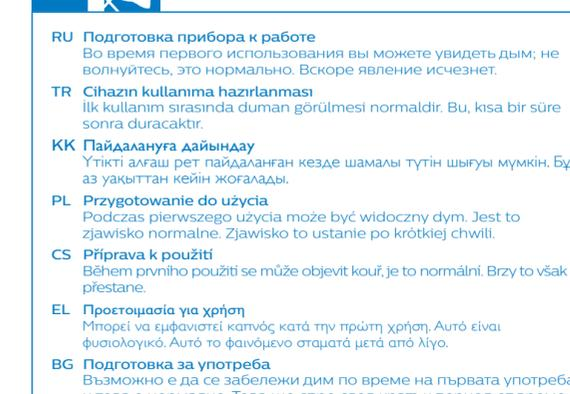 RU Подготовка прибора к работе
Во время первого использования вы можете увидеть дым; не
волнуйтесь, это нормально. Вскоре явление исчезнет.
TR Cihazın kullanıma hazırlanması
İlk kullanım sırasında duman görülmesi normaldir. Bu, kısa bir süre
sonra duracaktır.
KK Пайдалануға дайындау
Үтікті алғаш рет пайдаланған кезде шамалы түтін шығуы мүмкін. Бұ
аз уақыттан кейін жоғалады.
PL Przygotowanie do użycia
Podczas pierwszego użycia może być widoczny dym. Jest to
zjawisko normalne. Zjawisko to ustanie po krótkiej chwili.
CS Příprava k použití
Během prvního použití se může objevit kouř, je to normální. Brzy to však
přestane.
EL Προετοιμασία για χρήση
Μπορεί να εμφανιστεί καπνός κατά την πρώτη χρήση. Αυτό είναι
φυσιολογικό. Αυτό το φαινόμενο σταματά μετά από λίγο.
BG Подготовка за употреба
Възможно е да се забележи дим по време на първата употреба